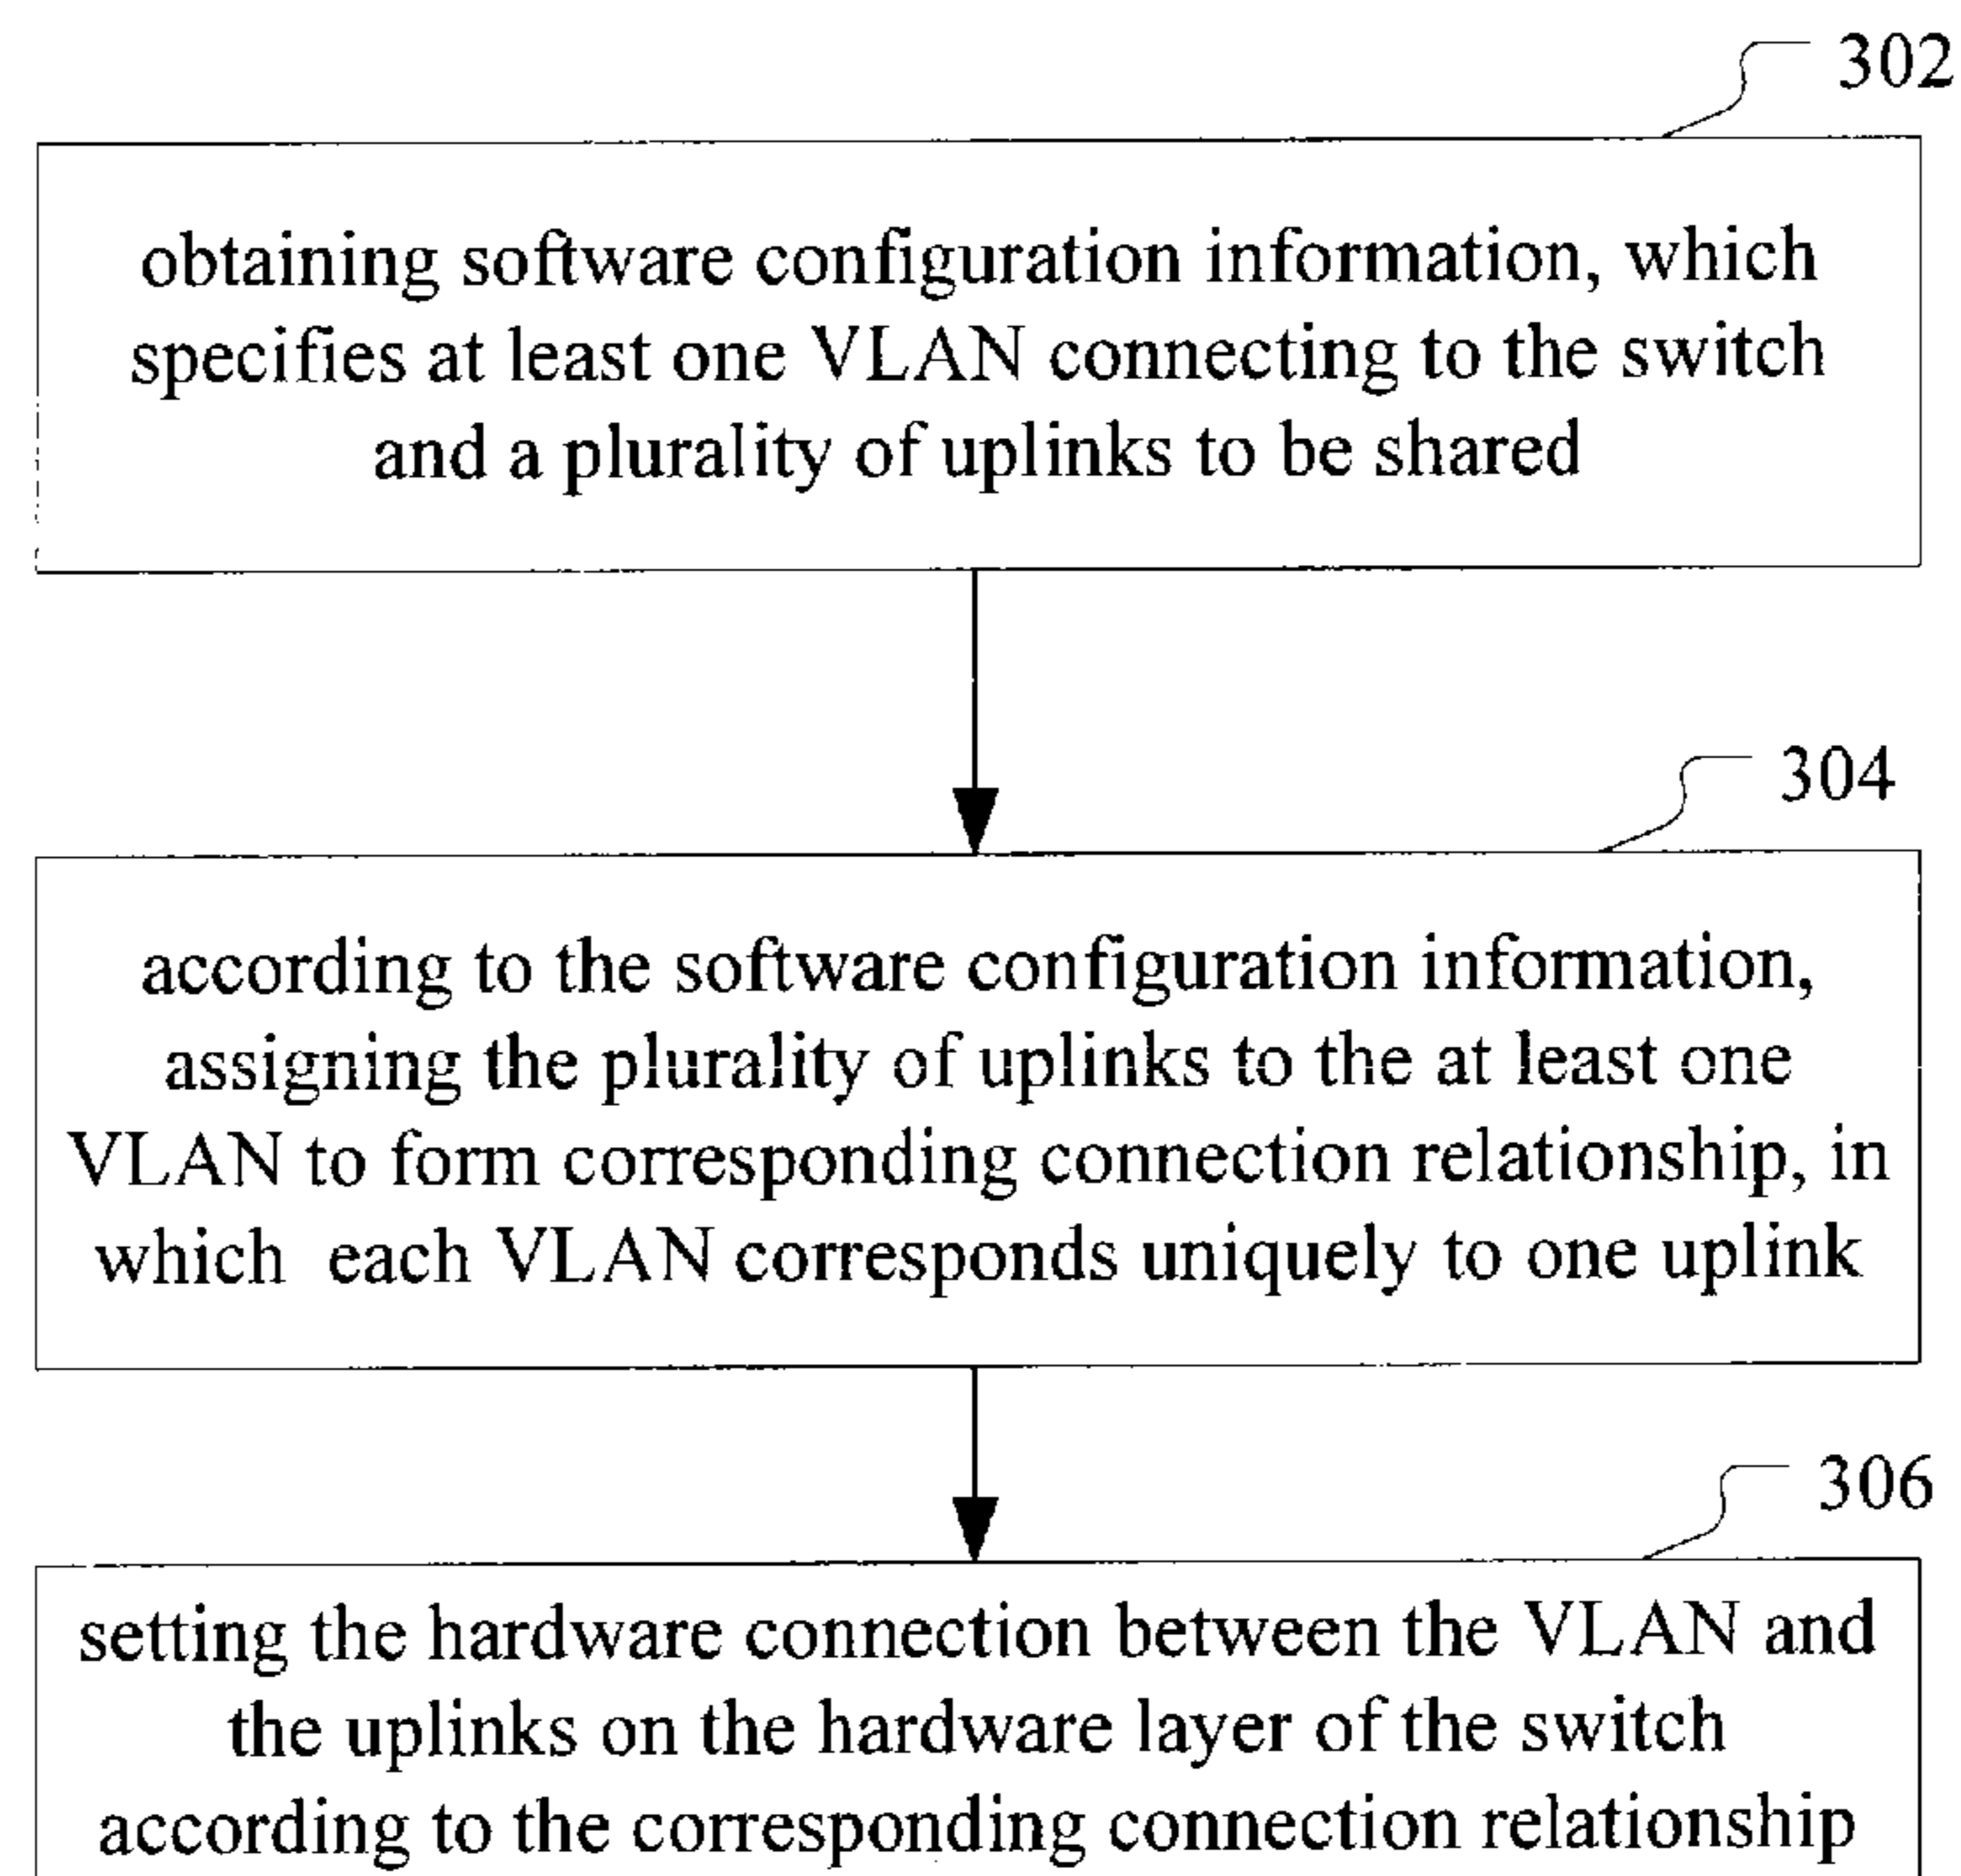 302
obtaining software configuration information, which
specifies at least one VLAN connecting to the switch
and a plurality of uplinks to be shared
304
according to the software configuration information,
assigning the plurality of uplinks to the at least one
VLAN to form corresponding connection relationship, in
which each VLAN corresponds uniquely to one uplink
306
setting the hardware connection between the VLAN and
the uplinks on the hardware layer of the switch
according to the corresponding connection relationship